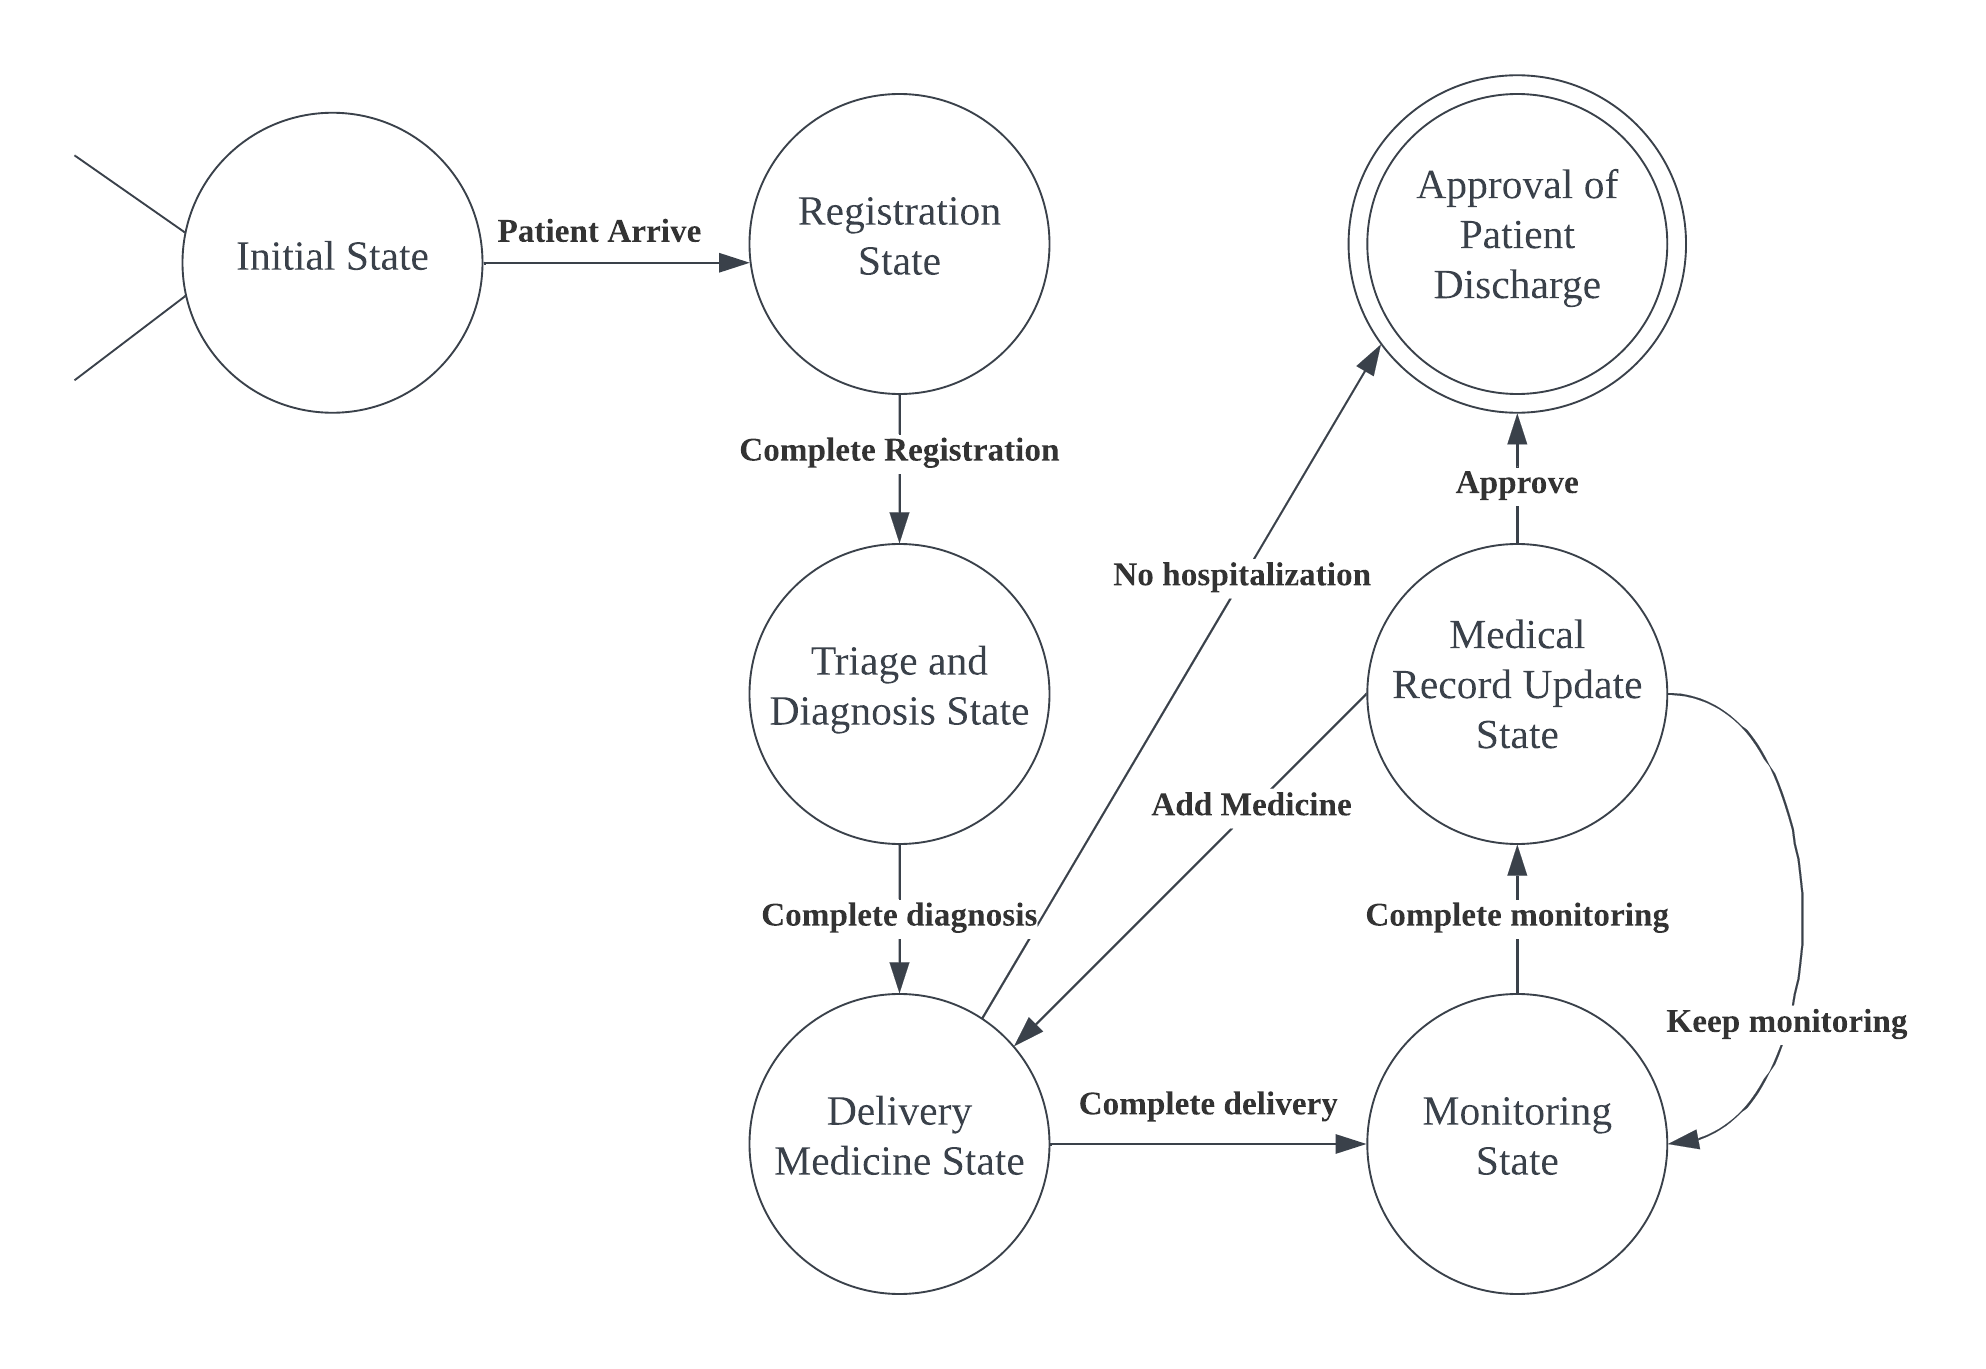 Initial State
Patient Arrive
Registration
State
Approval of
Patient
Discharge
Complete Registration
Approve
No hospitalization
Triage and
Diagnosis State
Medical
Record Update
State
Add Medicine
Complete diagnosis
Complete monitoring
Keep monitoring
Delivery
Medicine State
Complete delivery
Monitoring
State